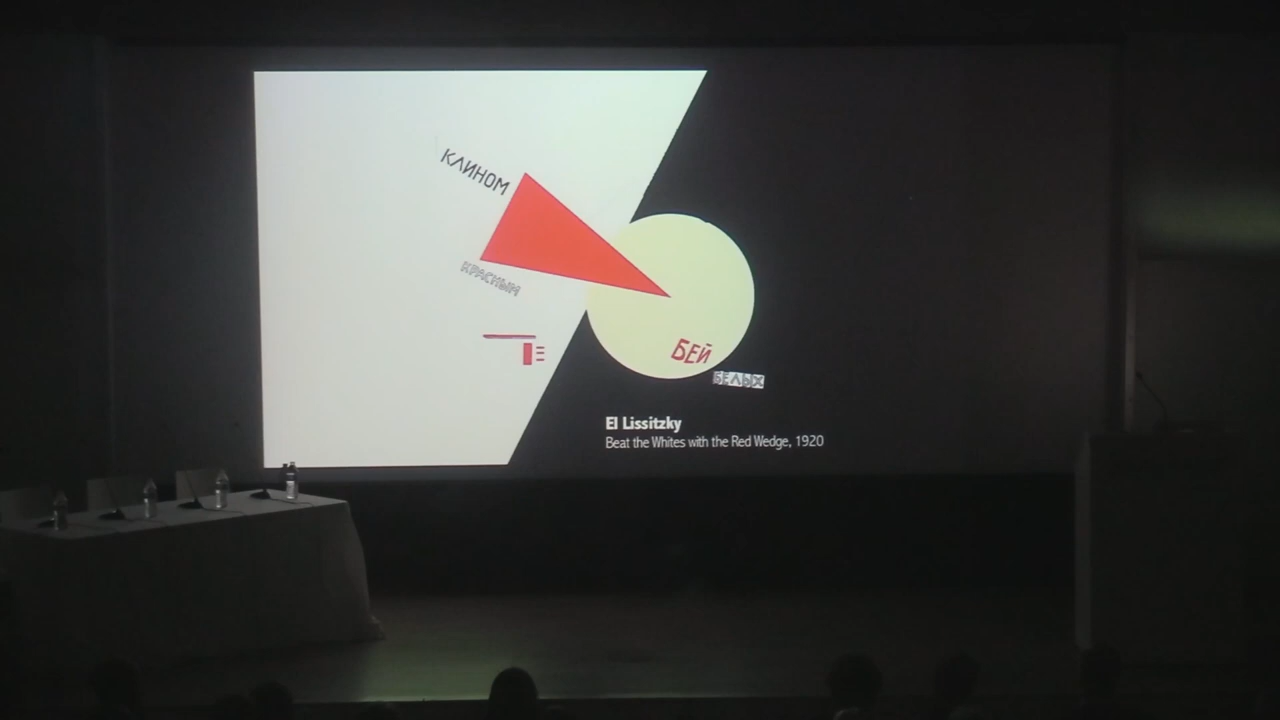 КЛИНОМ
КРАСНЫМ
БЕЙ
БЕЛЫХ
El Lissitzky
Beat the Whites with the Red Wedge, 1920